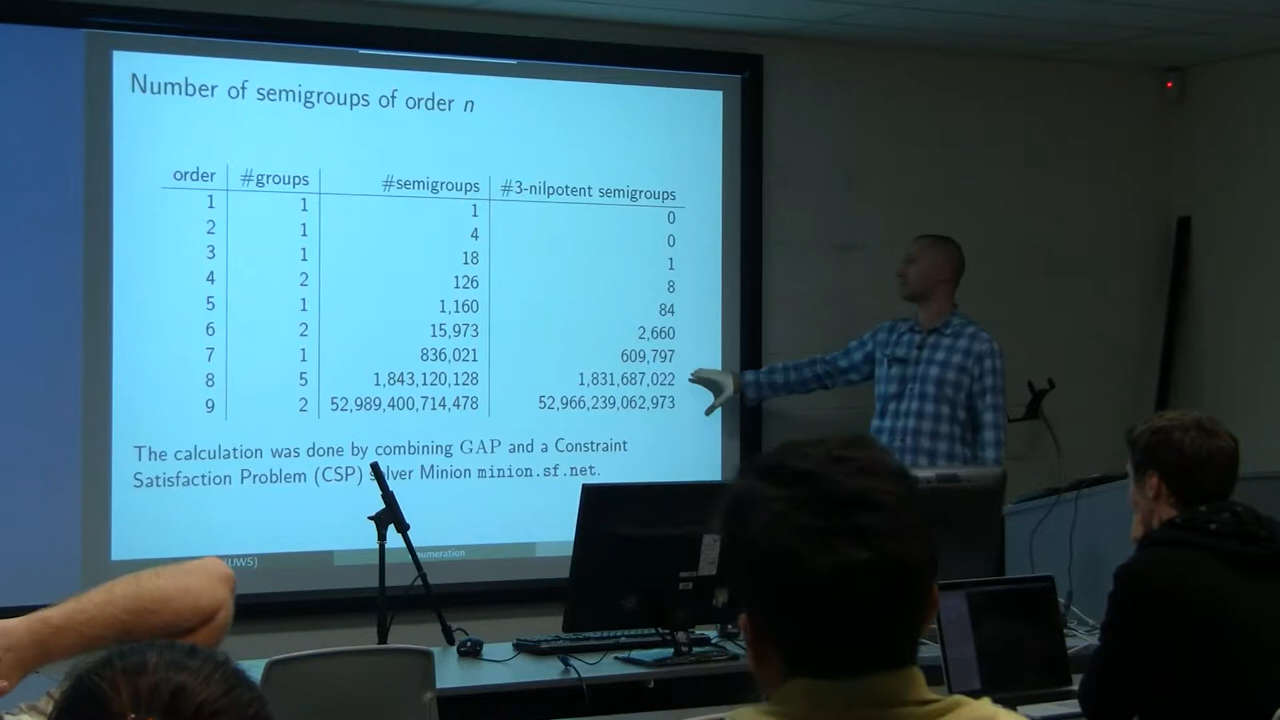 Number of semigroups of order n
order #groups #semigroups #3-nilpotent semigroups
1 1 1 0
2 1 4 0
3 1 18 1
4 2 126 8
5 1 1,160 84
6 2 15,973 2,660
7 1 836,021 609,797
8 5 1,843,120,128 1,831,687,022
9 2 52,989,400,714,478 52,966,239,062,973
The calculation was done by combining GAP and a Constraint
Satisfaction Problem (CSP) solver Minion minion.sf.net.
(UWS)